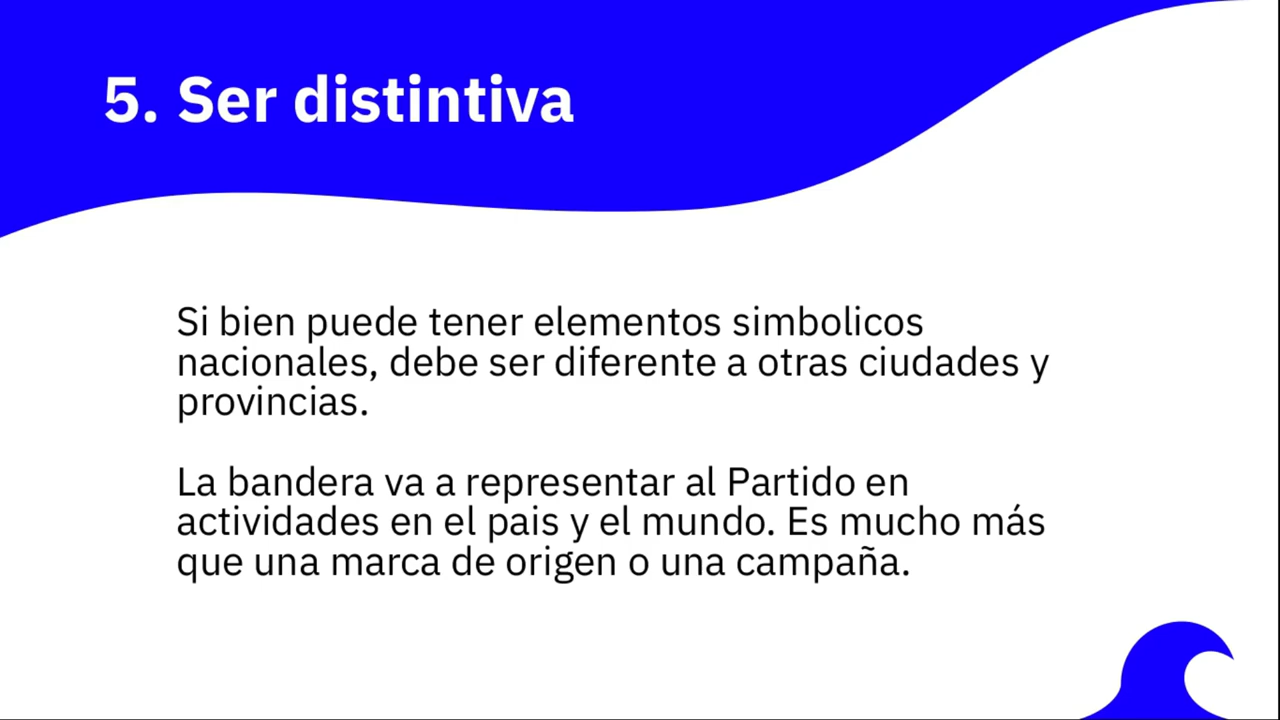 5. Ser distintiva
Si bien puede tener elementos simbolicos
nacionales, debe ser diferente a otras ciudades y
provincias.
La bandera va a representar al Partido en
actividades en el pais y el mundo. Es mucho más
que una marca de origen o una campaña.